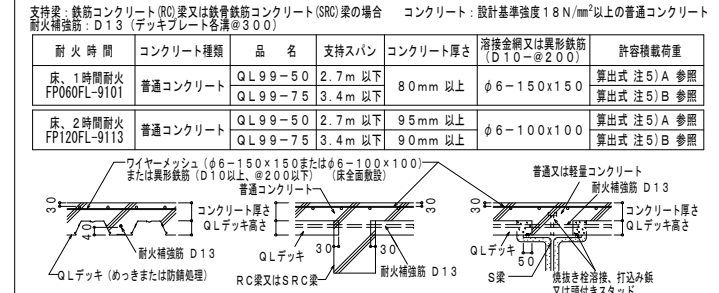 支持梁：鉄筋コンクリート(RC)梁又は鉄骨鉄筋コンクリート(SRC)梁の場合　コンクリート：設計基準強度18N/mm²以上の普通コンクリート
耐火補強筋：D13（デッキプレート各溝@300）
耐火時間 コンクリート種類 品名 支持スパン コンクリート厚さ 溶接金網又は異形鉄筋(D10-@200) 許容積載荷重
床、1時間耐火 FP060FL-9101 普通コンクリート QL99-50 2.7m 以下 80mm 以上 φ6-150x150 算出式 注5)A 参照
QL99-75 3.4m 以下 算出式 注5)B 参照
床、2時間耐火 FP120FL-9113 普通コンクリート QL99-50 2.7m 以下 95mm 以上 φ6-100x100 算出式 注5)A 参照
QL99-75 3.4m 以下 90mm 以上 算出式 注5)B 参照
ワイヤーメッシュ(φ6-150×150またはφ6-100×100)
または異形鉄筋（D10以上、@200以下）（床全面敷設）
普通コンクリート
30
コンクリート厚さ
QLデッキ高さ
40
耐火補強筋 D13
QLデッキ(めっきまたは防錆処理)
30
QLデッキ
30
30
耐火補強筋 D13
RC梁又はSRC梁
普通又は軽量コンクリート
耐火補強筋 D13
30
コンクリート厚さ
QLデッキ高さ
QLデッキ
50
S梁
焼抜き栓溶接、打込み鋲
又は頭付きスタッド